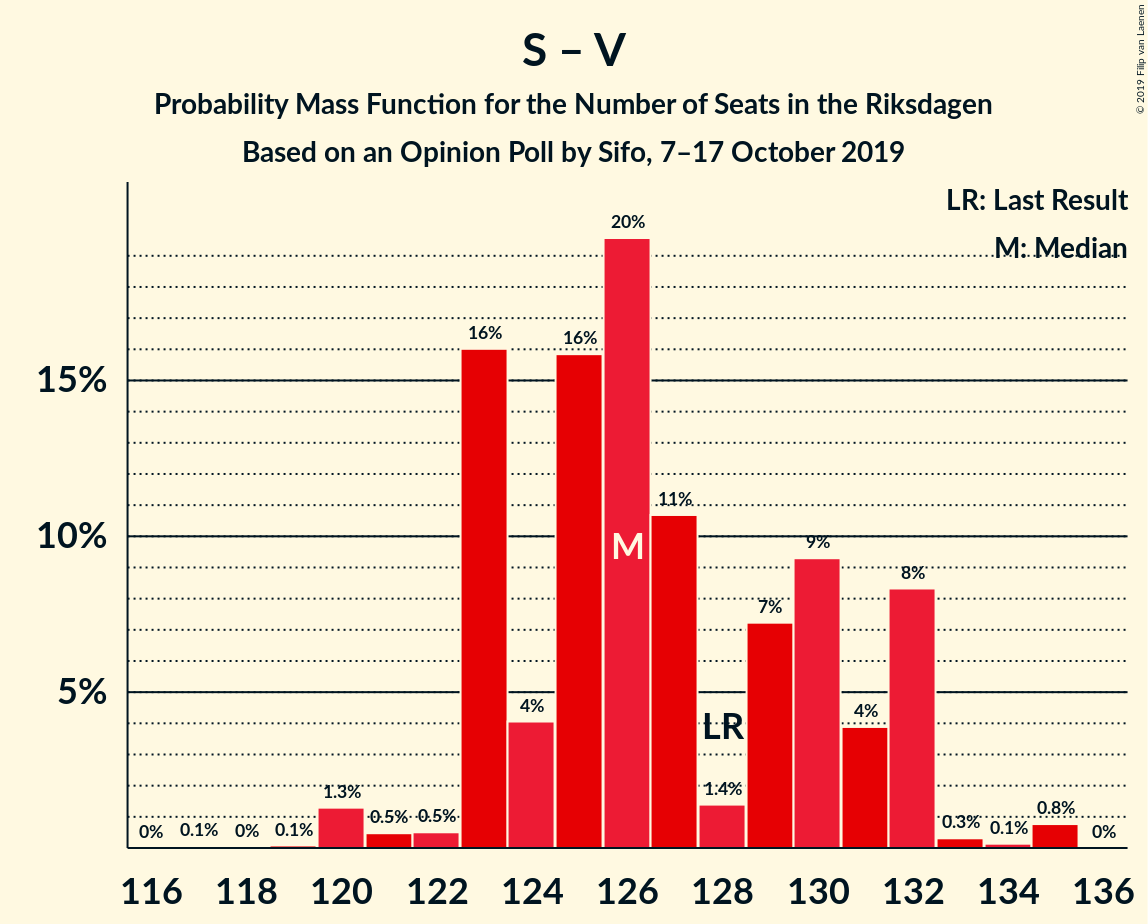 S – V
Probability Mass Function for the Number of Seats in the Riksdagen
Based on an Opinion Poll by Sifo, 7–17 October 2019
© 2019 Filip van Laenen
LR: Last Result
M: Median
15%
10%
5%
0%
0.1%
0%
0.1%
1.3%
0.5%
0.5%
16%
4%
16%
20%
M
11%
LR
1.4%
7%
9%
4%
8%
0.3%
0.1%
0.8%
0%
116 118 120 122 124 126 128 130 132 134 136